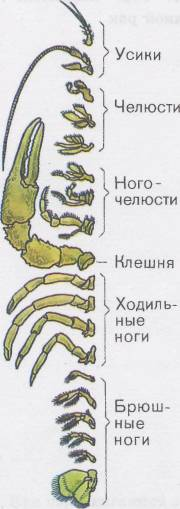 Усики
Челюсти
Ного-
челюсти
Клешня
Ходиль-
ные
ноги
Брюш-
ные
ноги